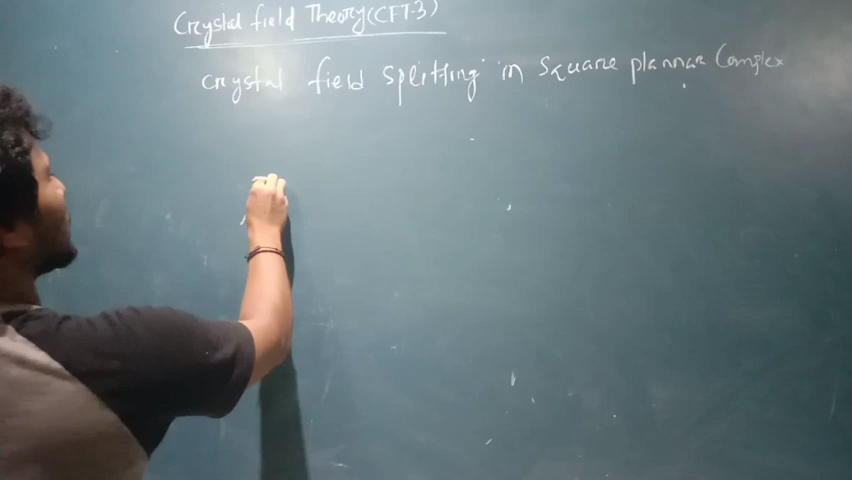 Crystal field Theory (CFT-3)
Crystal field Splitting in Square plannar Complex